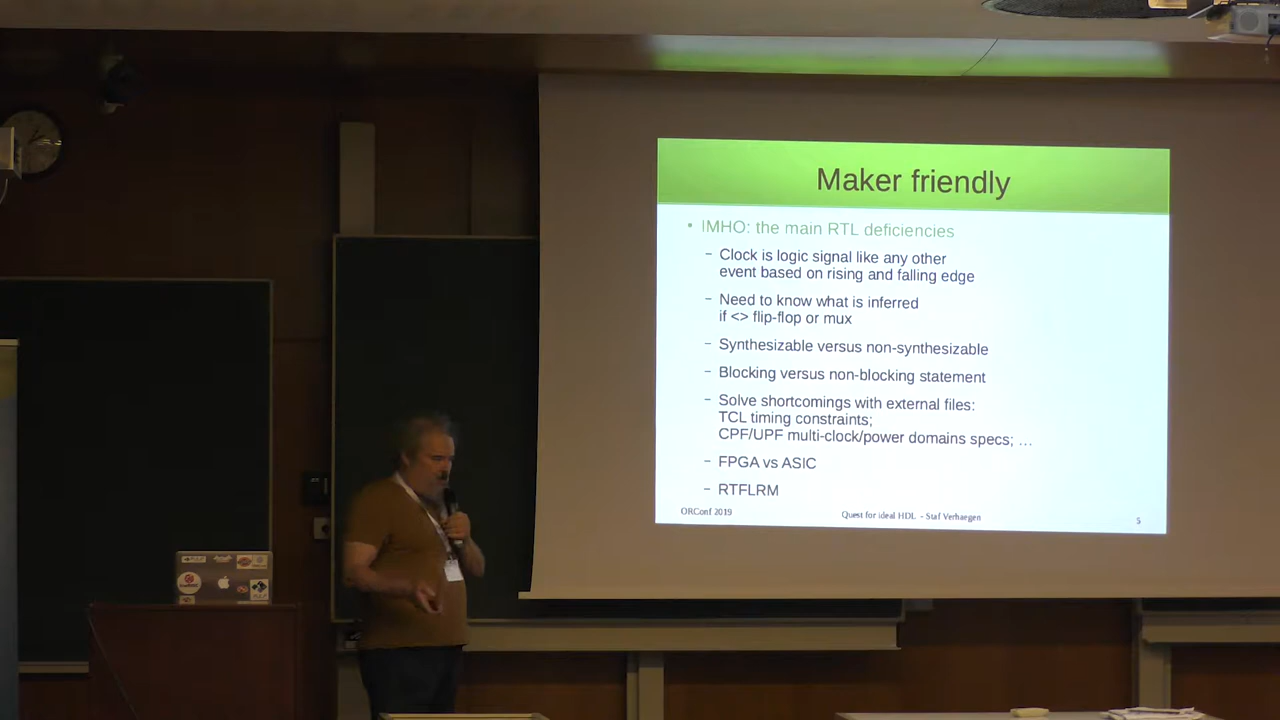 Maker friendly
IMHO: the main RTL deficiencies
– Clock is logic signal like any other
event based on rising and falling edge
– Need to know what is inferred
if <> flip-flop or mux
– Synthesizable versus non-synthesizable
– Blocking versus non-blocking statement
– Solve shortcomings with external files:
TCL timing constraints;
CPF/UPF multi-clock/power domains specs; …
– FPGA vs ASIC
– RTFLRM
ORConf 2019
Quest for ideal HDL - Staf Verhaegen
5